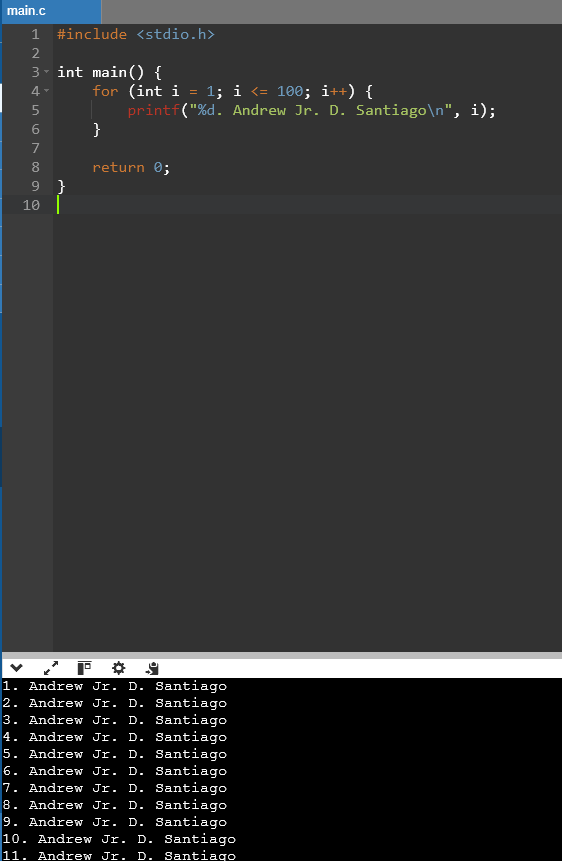 main.c
1 #include <stdio.h>
2
3 int main() {
4     for (int i = 1; i <= 100; i++) {
5         printf("%d. Andrew Jr. D. Santiago\n", i);
6     }
7
8     return 0;
9 }
10
1. Andrew Jr. D. Santiago
2. Andrew Jr. D. Santiago
3. Andrew Jr. D. Santiago
4. Andrew Jr. D. Santiago
5. Andrew Jr. D. Santiago
6. Andrew Jr. D. Santiago
7. Andrew Jr. D. Santiago
8. Andrew Jr. D. Santiago
9. Andrew Jr. D. Santiago
10. Andrew Jr. D. Santiago
11. Andrew Jr. D. Santiago